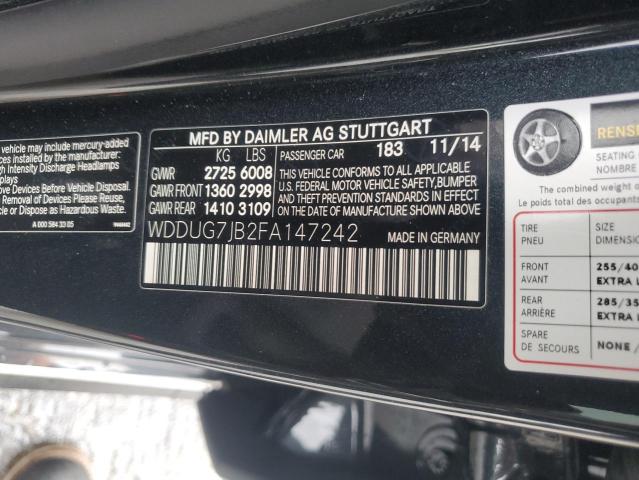 vehicle may include mercury-added
ces installed by the manufacturer:
h Intensity Discharge Headlamps
plays
ve Devices Before Vehicle Disposal.
Removal of Devices Please Reuse,
or Dispose as Hazardous Waste.
A 000 584 33 05
MFD BY DAIMLER AG STUTTGART
KG LBS PASSENGER CAR 183 11/14
GVWR 2725 6008
GAWR FRONT 1360 2998
GAWR REAR 1410 3109
THIS VEHICLE CONFORMS TO ALL APPLICABLE
U.S. FEDERAL MOTOR VEHICLE SAFETY, BUMPER
AND THEFT PREVENTION STANDARDS IN EFFECT
ON THE DATE OF MANUFACTURE SHOWN ABOVE.
WDDUG7JB2FA147242 MADE IN GERMANY
RENSE
SEATING
NOMBRE
The combined weight
Le poids total des occ
TIRE SIZE
PNEU DIMENSION
FRONT 255/40
AVANT EXTRA L
REAR 285/35
ARRIÈRE EXTRA
SPARE NONE/
DE SECOURS